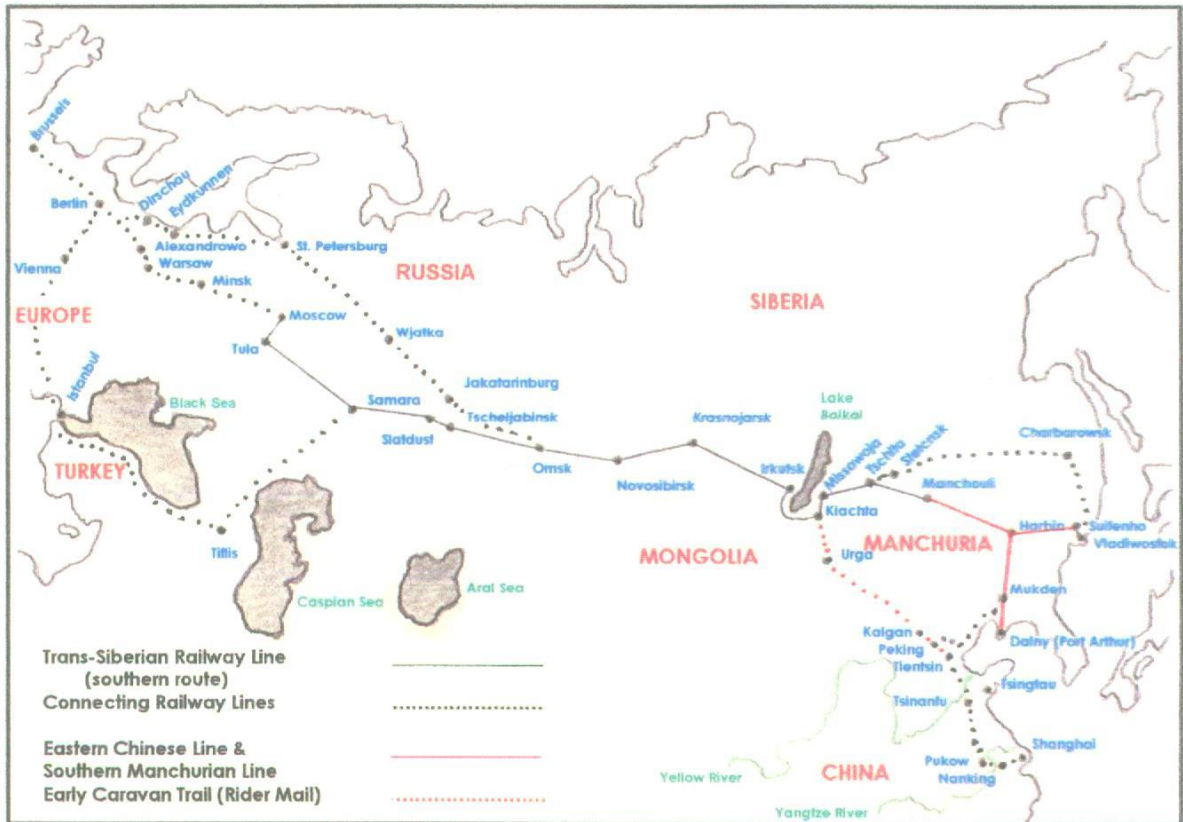 Brussels
Berlin
Dirschau
Eydkunnen
Alexandrowo
Warsaw
Minsk
St. Petersburg
Vienna
EUROPE
RUSSIA
SIBERIA
Moscow
Tula
Wjatka
Istanbul
Black Sea
TURKEY
Tiflis
Samara
Slatdust
Jakatarinburg
Tscheljabinsk
Omsk
Novosibirsk
Krasnojarsk
Lake
Baikal
Irkutsk
Missowoja
Tschita
Stetensk
Charbarowsk
Manchouli
Kiachta
Harbin
Suifenho
Vladiwostok
MONGOLIA
Urga
MANCHURIA
Mukden
Caspian Sea
Aral Sea
Kalgan
Peking
Tientsin
Dalny (Port Arthur)
Tsinanfu
Tsingtau
Shanghai
Pukow
Nanking
CHINA
Yellow River
Yangtze River
Trans-Siberian Railway Line
(southern route)
Connecting Railway Lines
Eastern Chinese Line &
Southern Manchurian Line
Early Caravan Trail (Rider Mail)